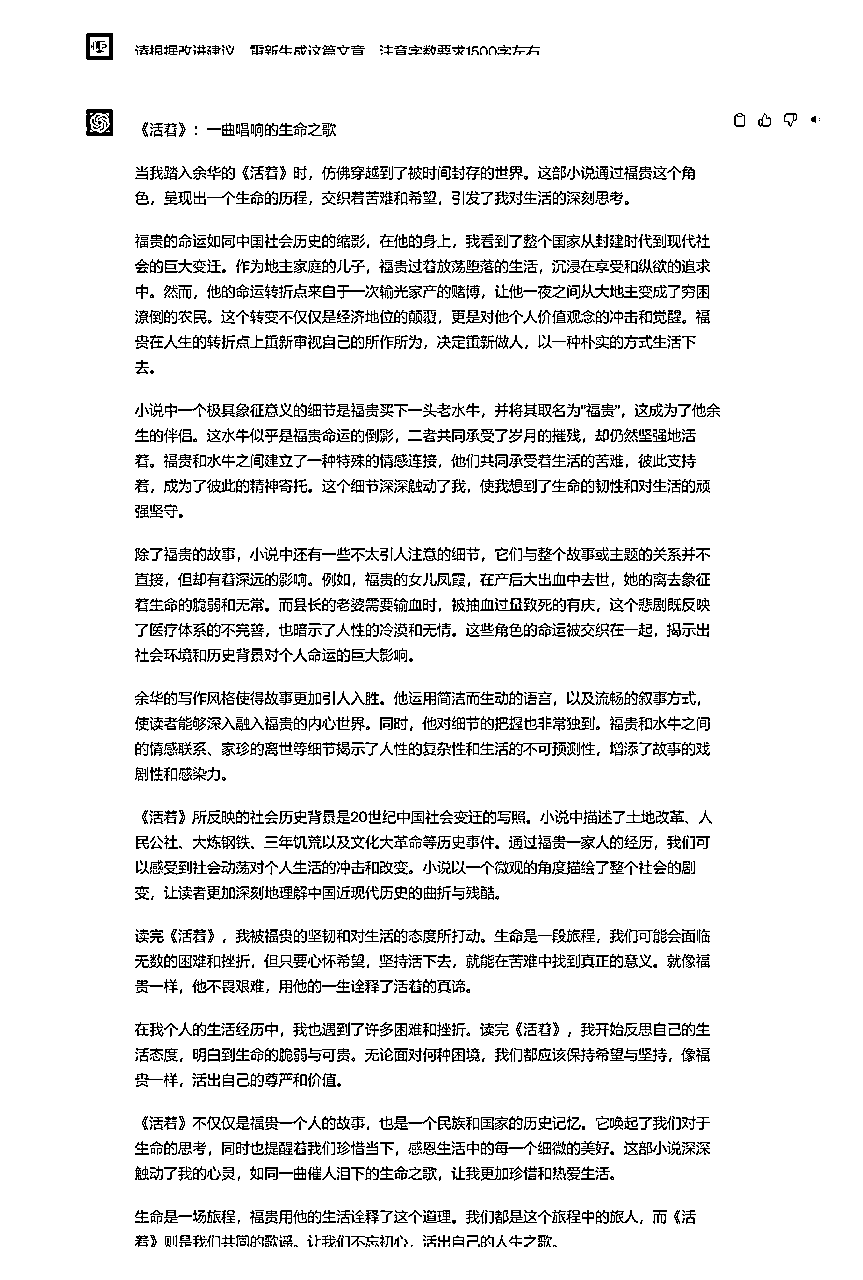 请根据改进建议，重新生成这篇文章，注意字数要求1500字左右
《活着》：一曲唱响的生命之歌
当我踏入余华的《活着》时，仿佛穿越到了被时间封存的世界。这部小说通过福贵这个角
色，呈现出一个生命的历程，交织着苦难和希望，引发了我对生活的深刻思考。
福贵的命运如同中国社会历史的缩影，在他的身上，我看到了整个国家从封建时代到现代社
会的巨大变迁。作为地主家庭的儿子，福贵过着放荡堕落的生活，沉浸在享受和纵欲的追求
中。然而，他的命运转折点来自于一次输光家产的赌博，让他一夜之间从大地主变成了穷困
潦倒的农民。这个转变不仅仅是经济地位的颠覆，更是对他个人价值观念的冲击和觉醒。福
贵在人生的转折点上重新审视自己的所作所为，决定重新做人，以一种朴实的方式生活下
去。
小说中一个极具象征意义的细节是福贵买下一头老水牛，并将其取名为"福贵"，这成为了他余
生的伴侣。这水牛似乎是福贵命运的倒影，二者共同承受了岁月的摧残，却仍然坚强地活
着。福贵和水牛之间建立了一种特殊的情感连接，他们共同承受着生活的苦难，彼此支持
着，成为了彼此的精神寄托。这个细节深深触动了我，使我想到了生命的韧性和对生活的顽
强坚守。
除了福贵的故事，小说中还有一些不太引人注意的细节，它们与整个故事或主题的关系并不
直接，但却有着深远的影响。例如，福贵的女儿凤霞，在产后大出血中去世，她的离去象征
着生命的脆弱和无常。而县长的老婆需要输血时，被抽血过量致死的有庆，这个悲剧既反映
了医疗体系的不完善，也暗示了人性的冷漠和无情。这些角色的命运被交织在一起，揭示出
社会环境和历史背景对个人命运的巨大影响。
余华的写作风格使得故事更加引人入胜。他运用简洁而生动的语言，以及流畅的叙事方式，
使读者能够深入融入福贵的内心世界。同时，他对细节的把握也非常独到。福贵和水牛之间
的情感联系、家珍的离世等细节揭示了人性的复杂性和生活的不可预测性，增添了故事的戏
剧性和感染力。
《活着》所反映的社会历史背景是20世纪中国社会变迁的写照。小说中描述了土地改革、人
民公社、大炼钢铁、三年饥荒以及文化大革命等历史事件。通过福贵一家人的经历，我们可
以感受到社会动荡对个人生活的冲击和改变。小说以一个微观的角度描绘了整个社会的剧
变，让读者更加深刻地理解中国近现代历史的曲折与残酷。
读完《活着》，我被福贵的坚韧和对生活的态度所打动。生命是一段旅程，我们可能会面临
无数的困难和挫折，但只要心怀希望，坚持活下去，就能在苦难中找到真正的意义。就像福
贵一样，他不畏艰难，用他的一生诠释了活着的真谛。
在我个人的生活经历中，我也遇到了许多困难和挫折。读完《活着》，我开始反思自己的生
活态度，明白到生命的脆弱与可贵。无论面对何种困境，我们都应该保持希望与坚持，像福
贵一样，活出自己的尊严和价值。
《活着》不仅仅是福贵一个人的故事，也是一个民族和国家的历史记忆。它唤起了我们对于
生命的思考，同时也提醒着我们珍惜当下，感恩生活中的每一个细微的美好。这部小说深深
触动了我的心灵，如同一曲催人泪下的生命之歌，让我更加珍惜和热爱生活。
生命是一场旅程，福贵用他的生活诠释了这个道理。我们都是这个旅程中的旅人，而《活
着》则是我们共同的歌谣。让我们不忘初心，活出自己的人生之歌。